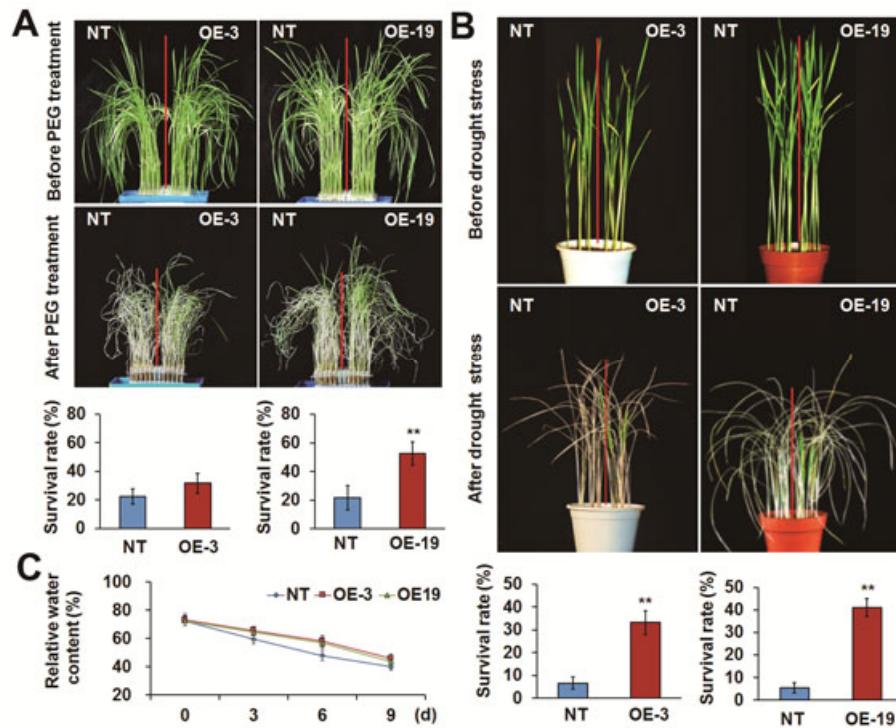 A
NT OE-3
NT OE-19
Before PEG treatment
NT OE-3
NT OE-19
After PEG treatment
Survival rate (%)
80
60
40
20
0
NT OE-3
Survival rate (%)
80
60
40
20
0
**
NT OE-19
B
NT OE-3
NT OE-19
Before drought stress
NT OE-3
NT OE-19
After drought stress
Survival rate (%)
50
40
30
20
10
0
**
NT OE-3
Survival rate (%)
50
40
30
20
10
0
**
NT OE-19
C
Relative water
content (%)
100
80
60
40
20
NT OE-3 OE19
0 3 6 9 (d)